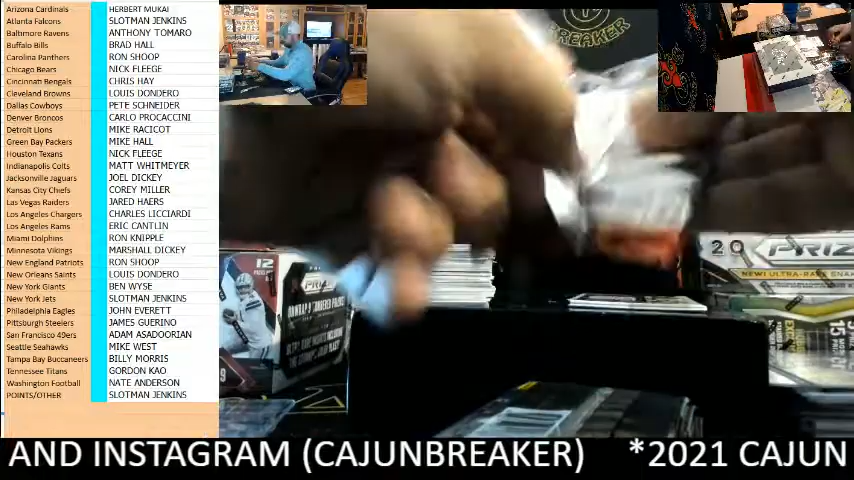 Arizona Cardinals HERBERT MUKAI
Atlanta Falcons SLOTMAN JENKINS
Baltimore Ravens ANTHONY TOMARO
Buffalo Bills BRAD HALL
Carolina Panthers RON SHOOP
Chicago Bears NICK FLEEGE
Cincinnati Bengals CHRIS HAY
Cleveland Browns LOUIS DONDERO
Dallas Cowboys PETE SCHNEIDER
Denver Broncos CARLO PROCACCINI
Detroit Lions MIKE RACICOT
Green Bay Packers MIKE HALL
Houston Texans NICK FLEEGE
Indianapolis Colts MATT WHITMEYER
Jacksonville Jaguars JOEL DICKEY
Kansas City Chiefs COREY MILLER
Las Vegas Raiders JARED HAERS
Los Angeles Chargers CHARLES LICCIARDI
Los Angeles Rams ERIC CANTLIN
Miami Dolphins RON KNIPPLE
Minnesota Vikings MARSHALL DICKEY
New England Patriots RON SHOOP
New Orleans Saints LOUIS DONDERO
New York Giants BEN WYSE
New York Jets SLOTMAN JENKINS
Philadelphia Eagles JOHN EVERETT
Pittsburgh Steelers JAMES GUERINO
San Francisco 49ers ADAM ASADOORIAN
Seattle Seahawks MIKE WEST
Tampa Bay Buccaneers BILLY MORRIS
Tennessee Titans GORDON KAO
Washington Football NATE ANDERSON
POINTS/OTHER SLOTMAN JENKINS
BREAKER
12
20 PRIZM
NEW! ULTRA-RARE
AND INSTAGRAM (CAJUNBREAKER) *2021 CAJUN